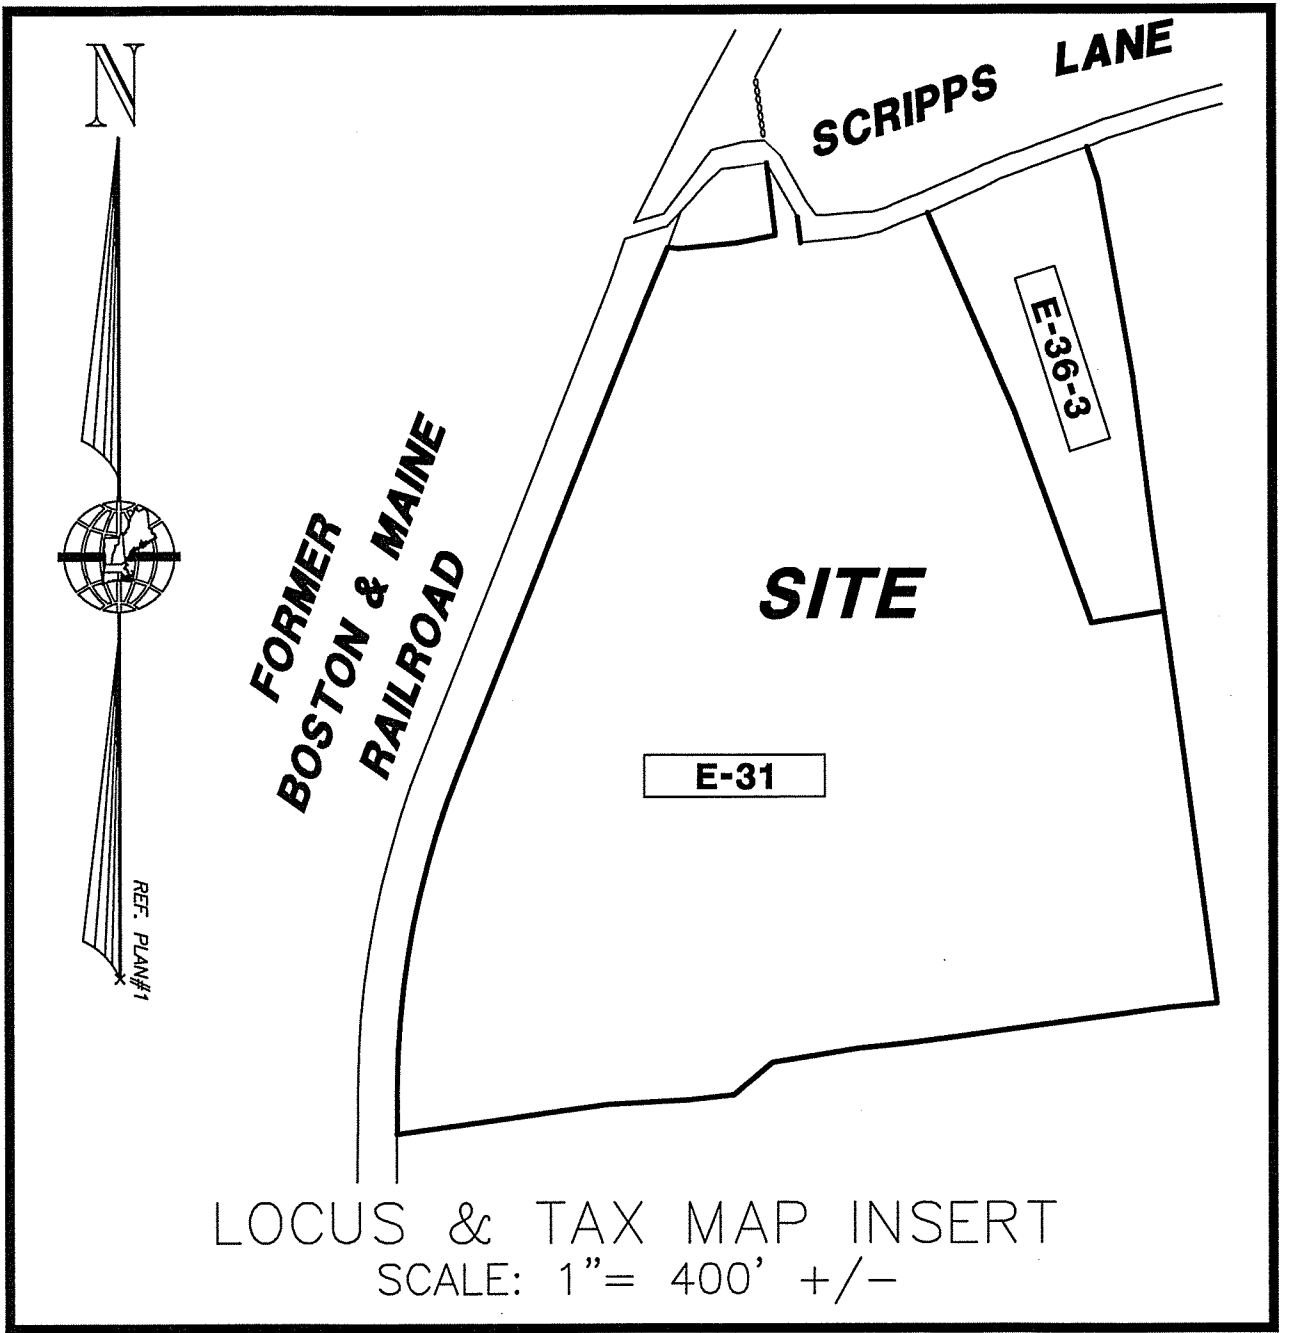 N
SCRIPPS LANE
E-36-3
FORMER
BOSTON & MAINE
RAILROAD
SITE
E-31
REF. PLAN#1
LOCUS & TAX MAP INSERT
SCALE: 1"= 400' +/-